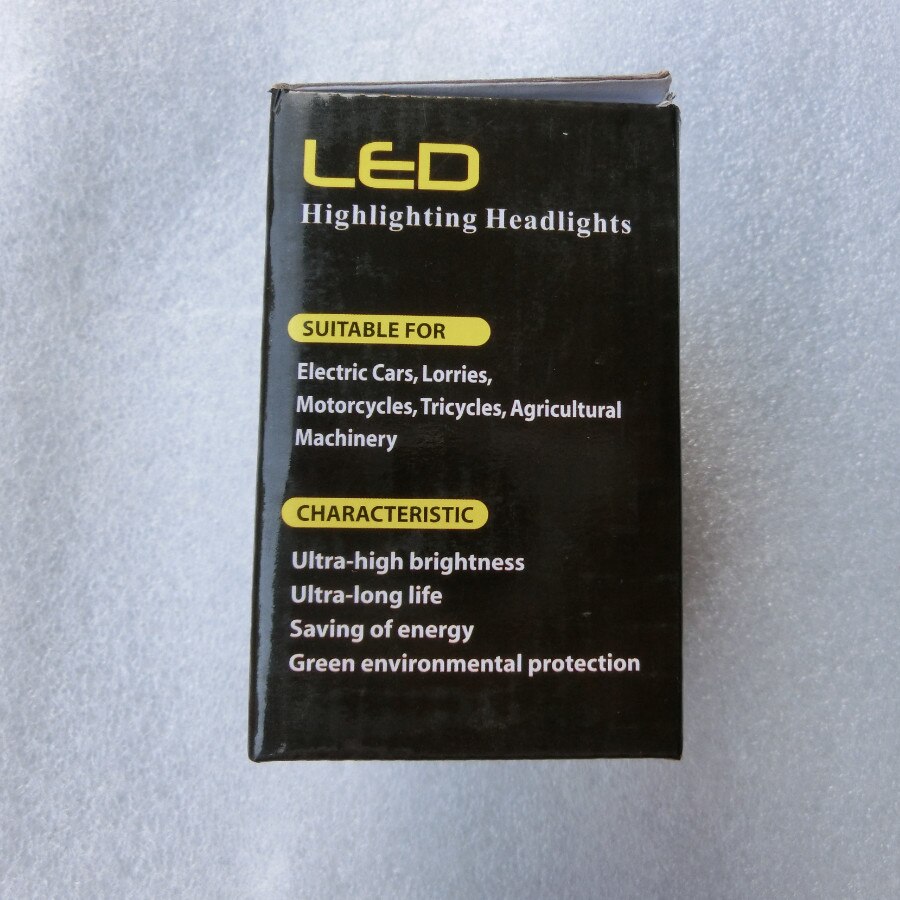 LED
Highlighting Headlights
SUITABLE FOR
Electric Cars, Lorries,
Motorcycles, Tricycles, Agricultural
Machinery
CHARACTERISTIC
Ultra-high brightness
Ultra-long life
Saving of energy
Green environmental protection